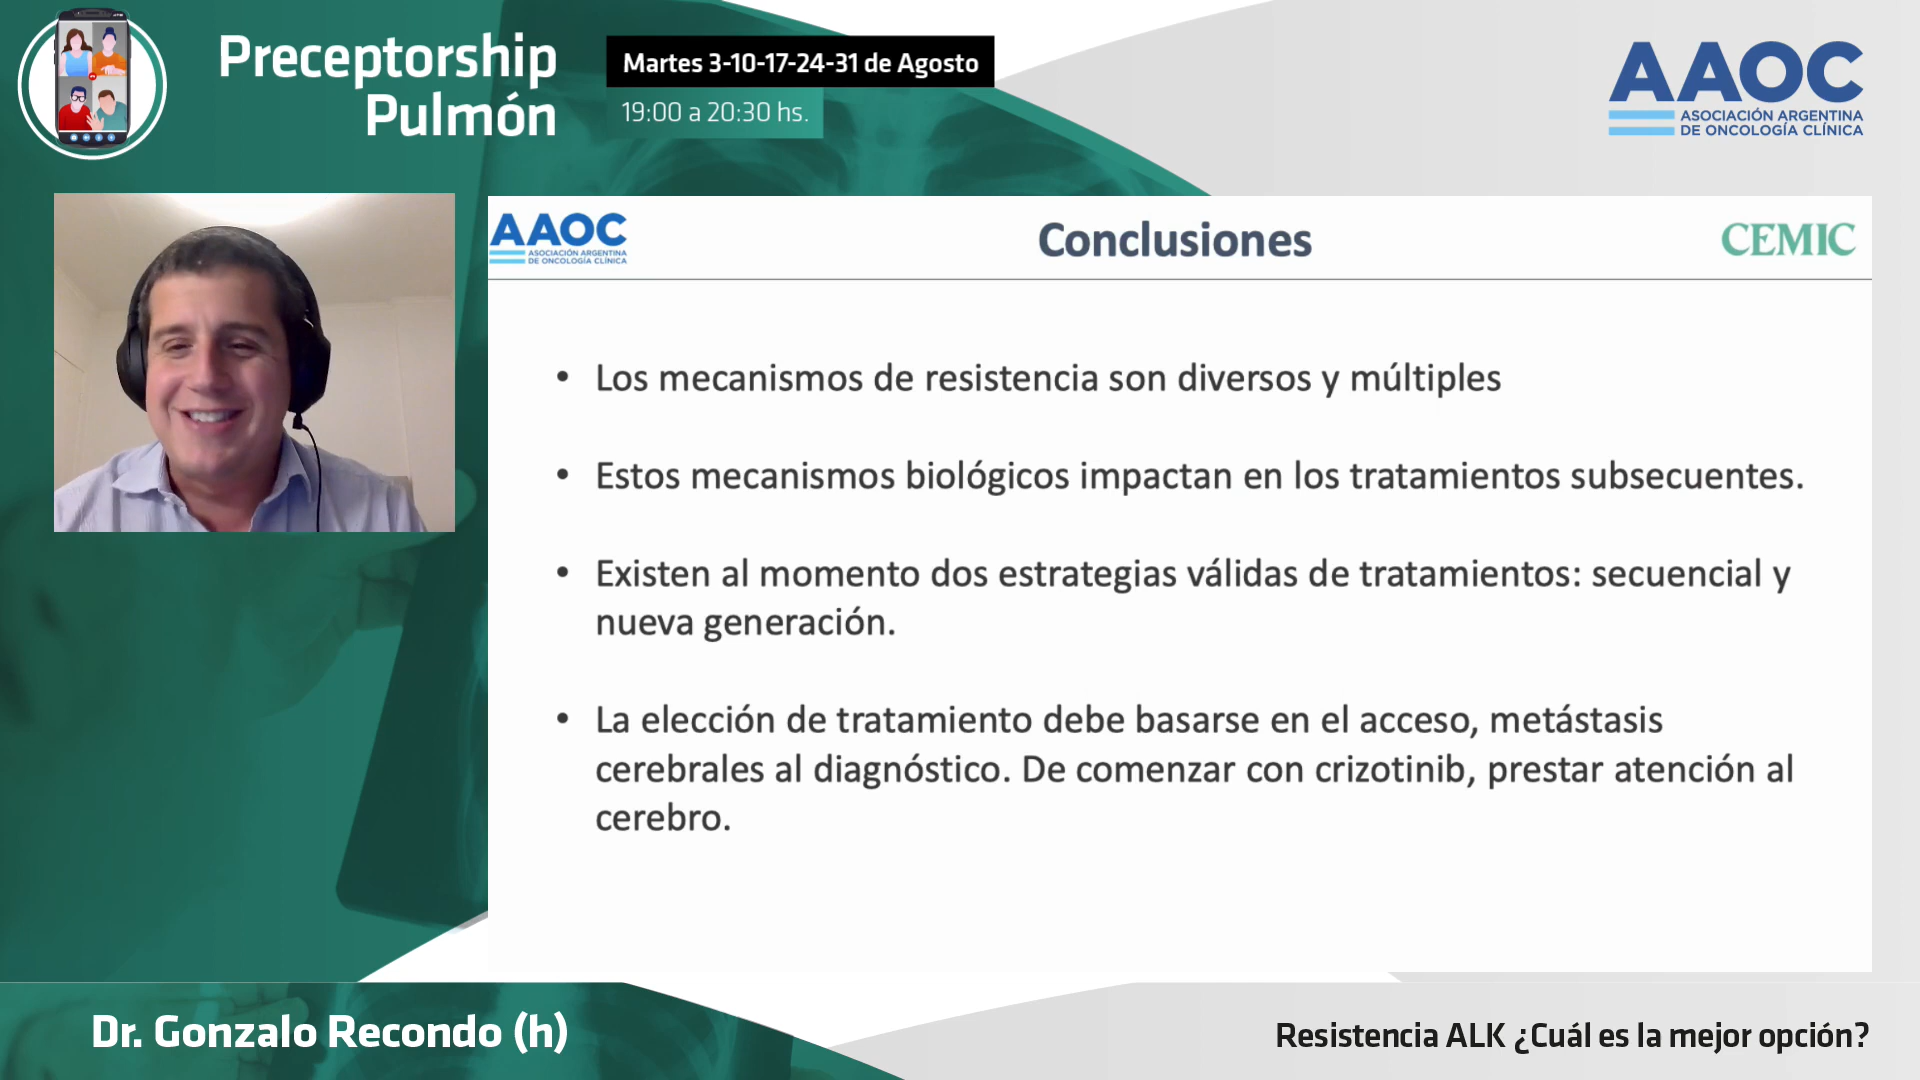 Preceptorship
Pulmón
Martes 3-10-17-24-31 de Agosto
19:00 a 20:30 hs.
AAOC
ASOCIACIÓN ARGENTINA
DE ONCOLOGÍA CLÍNICA
AAOC
ASOCIACIÓN ARGENTINA
DE ONCOLOGÍA CLÍNICA
Conclusiones
CEMIC
• Los mecanismos de resistencia son diversos y múltiples
• Estos mecanismos biológicos impactan en los tratamientos subsecuentes.
• Existen al momento dos estrategias válidas de tratamientos: secuencial y
nueva generación.
• La elección de tratamiento debe basarse en el acceso, metástasis
cerebrales al diagnóstico. De comenzar con crizotinib, prestar atención al
cerebro.
Dr. Gonzalo Recondo (h)
Resistencia ALK ¿Cuál es la mejor opción?